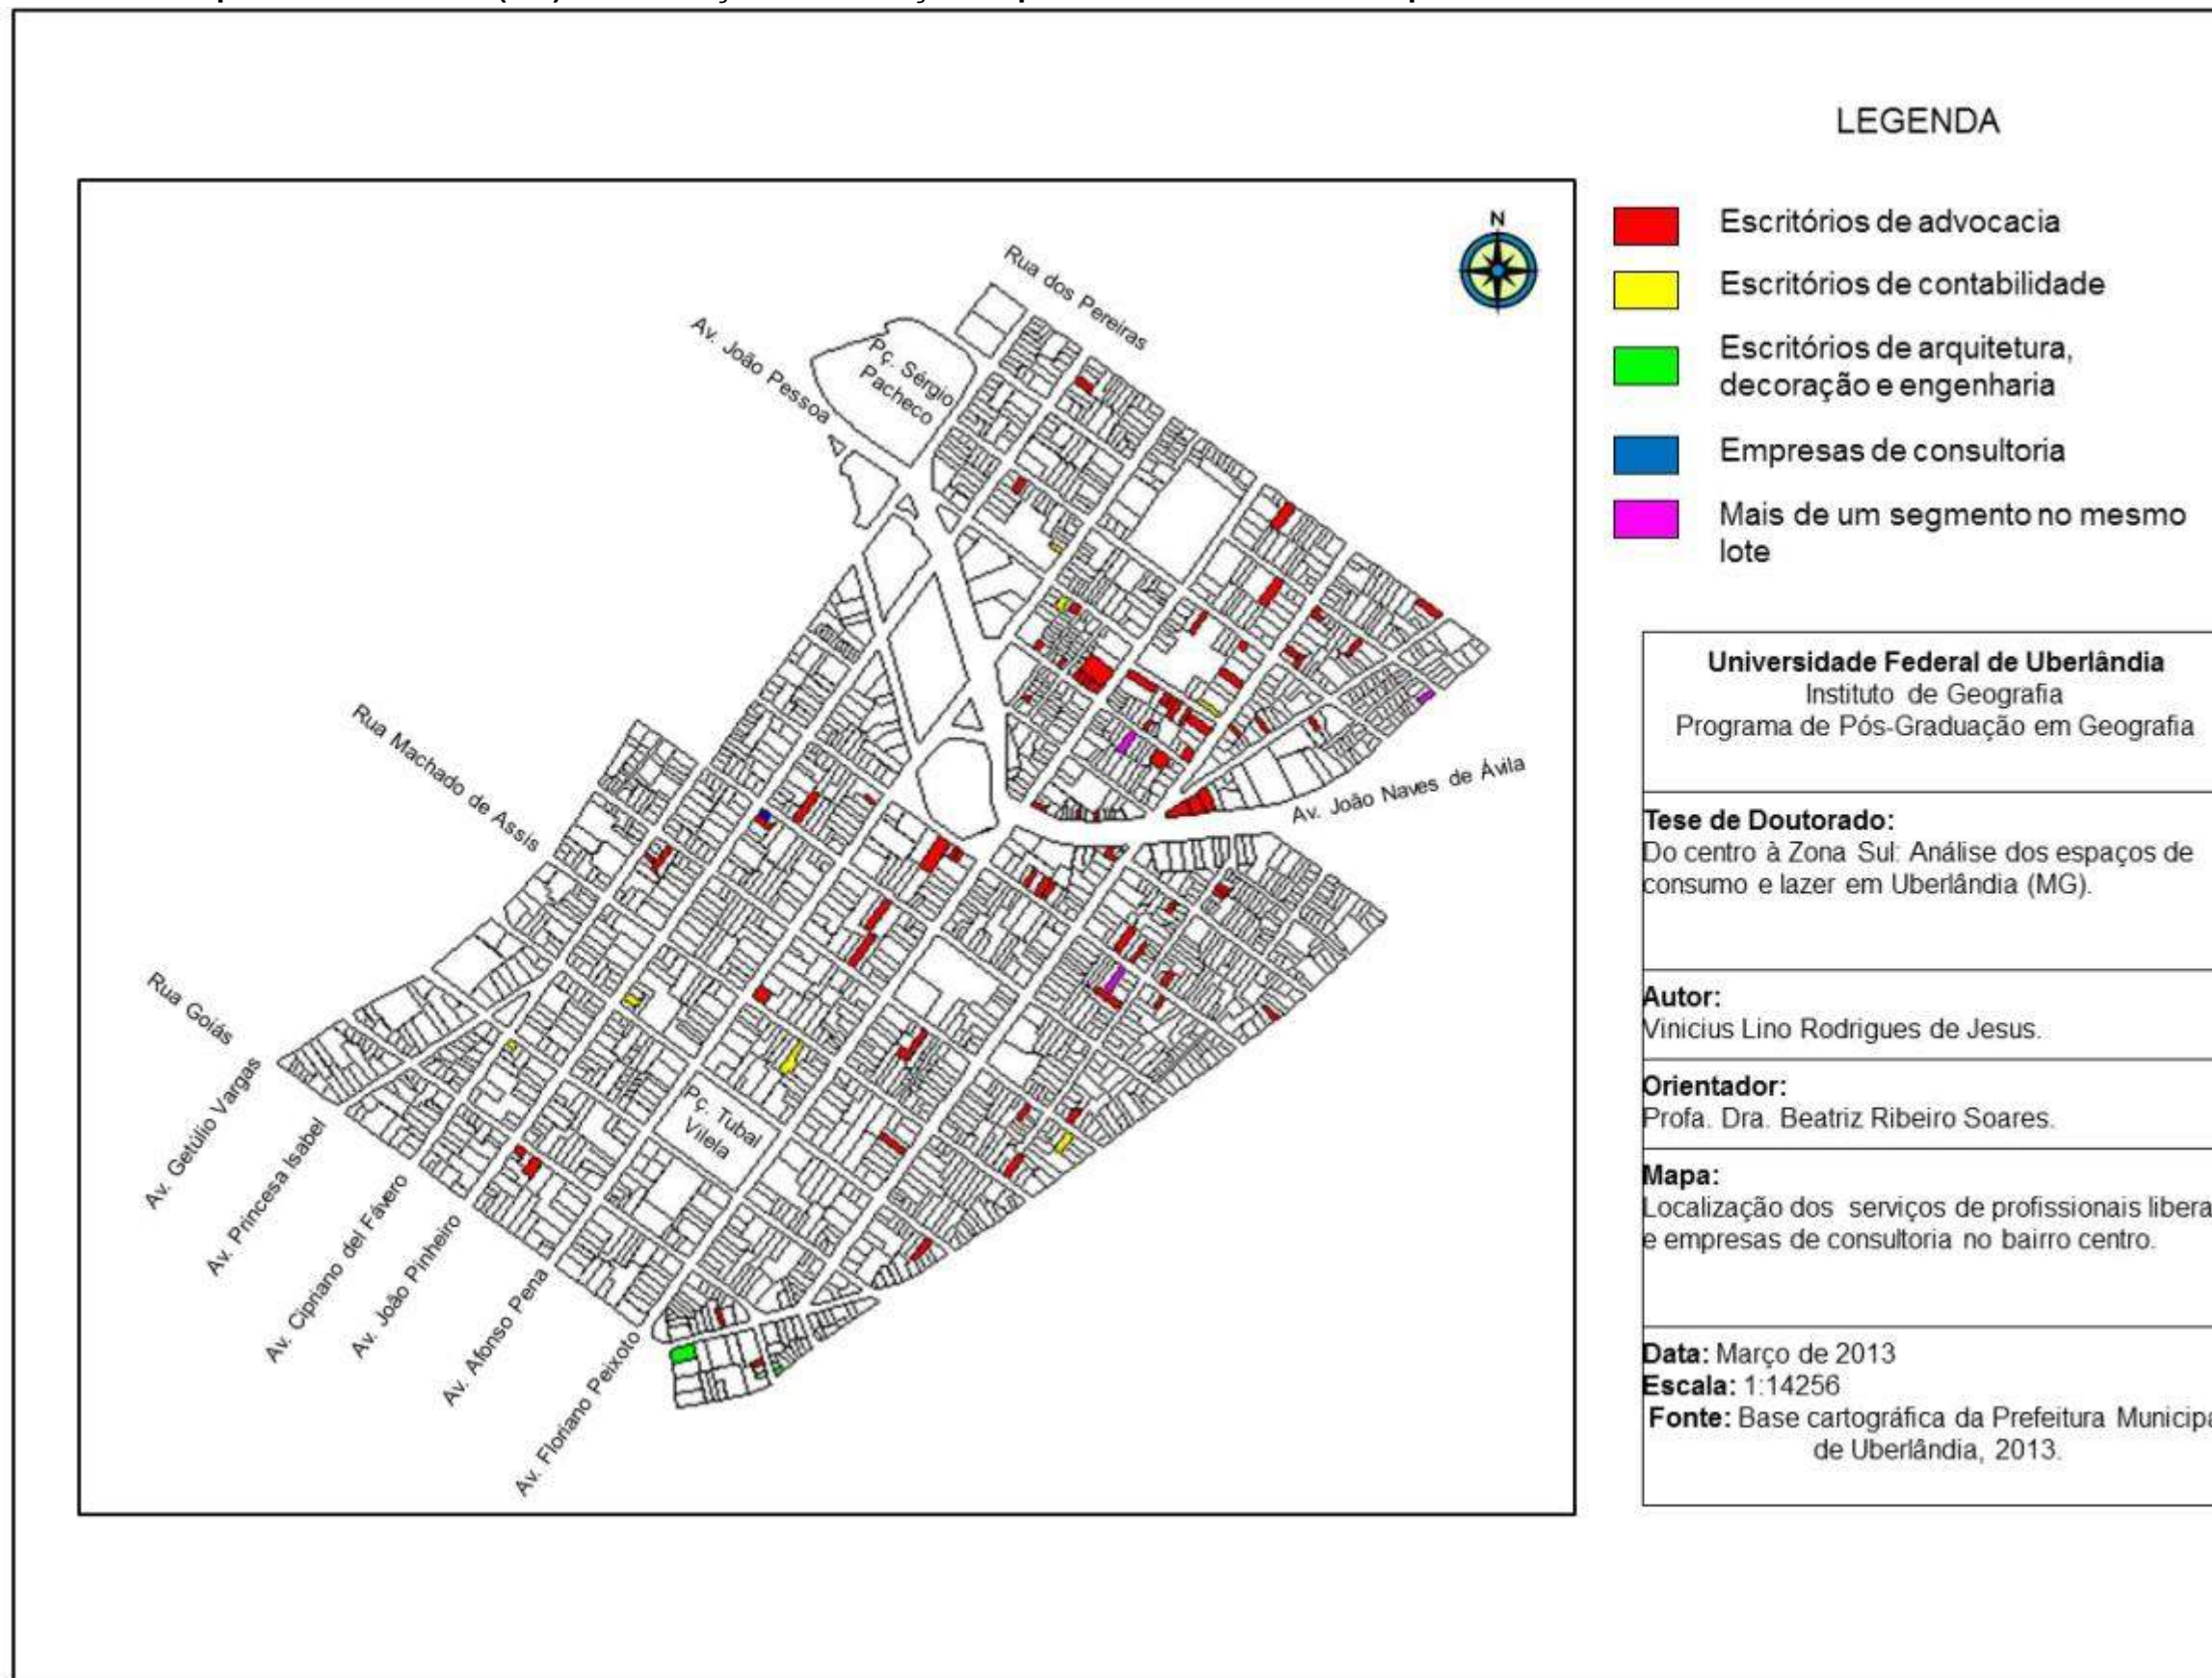 LEGENDA
Escritórios de advocacia
Escritórios de contabilidade
Escritórios de arquitetura,
decoração e engenharia
Empresas de consultoria
Mais de um segmento no mesmo
lote
N
Rua dos Pereiras
Av. João Pessoa
Pç. Sérgio
Pacheco
Rua Machado de Assis
Av. João Naves de Ávila
Rua Goiás
Av. Getúlio Vargas
Av. Princesa Isabel
Av. Cipriano del Fávero
Av. João Pinheiro
Av. Afonso Pena
Av. Floriano Peixoto
Pç. Tubal
Vilela
Universidade Federal de Uberlândia
Instituto de Geografia
Programa de Pós-Graduação em Geografia
Tese de Doutorado:
Do centro à Zona Sul: Análise dos espaços de
consumo e lazer em Uberlândia (MG).
Autor:
Vinicius Lino Rodrigues de Jesus.
Orientador:
Profa. Dra. Beatriz Ribeiro Soares.
Mapa:
Localização dos serviços de profissionais libera
e empresas de consultoria no bairro centro.
Data: Março de 2013
Escala: 1:14256
Fonte: Base cartográfica da Prefeitura Municipa
de Uberlândia, 2013.